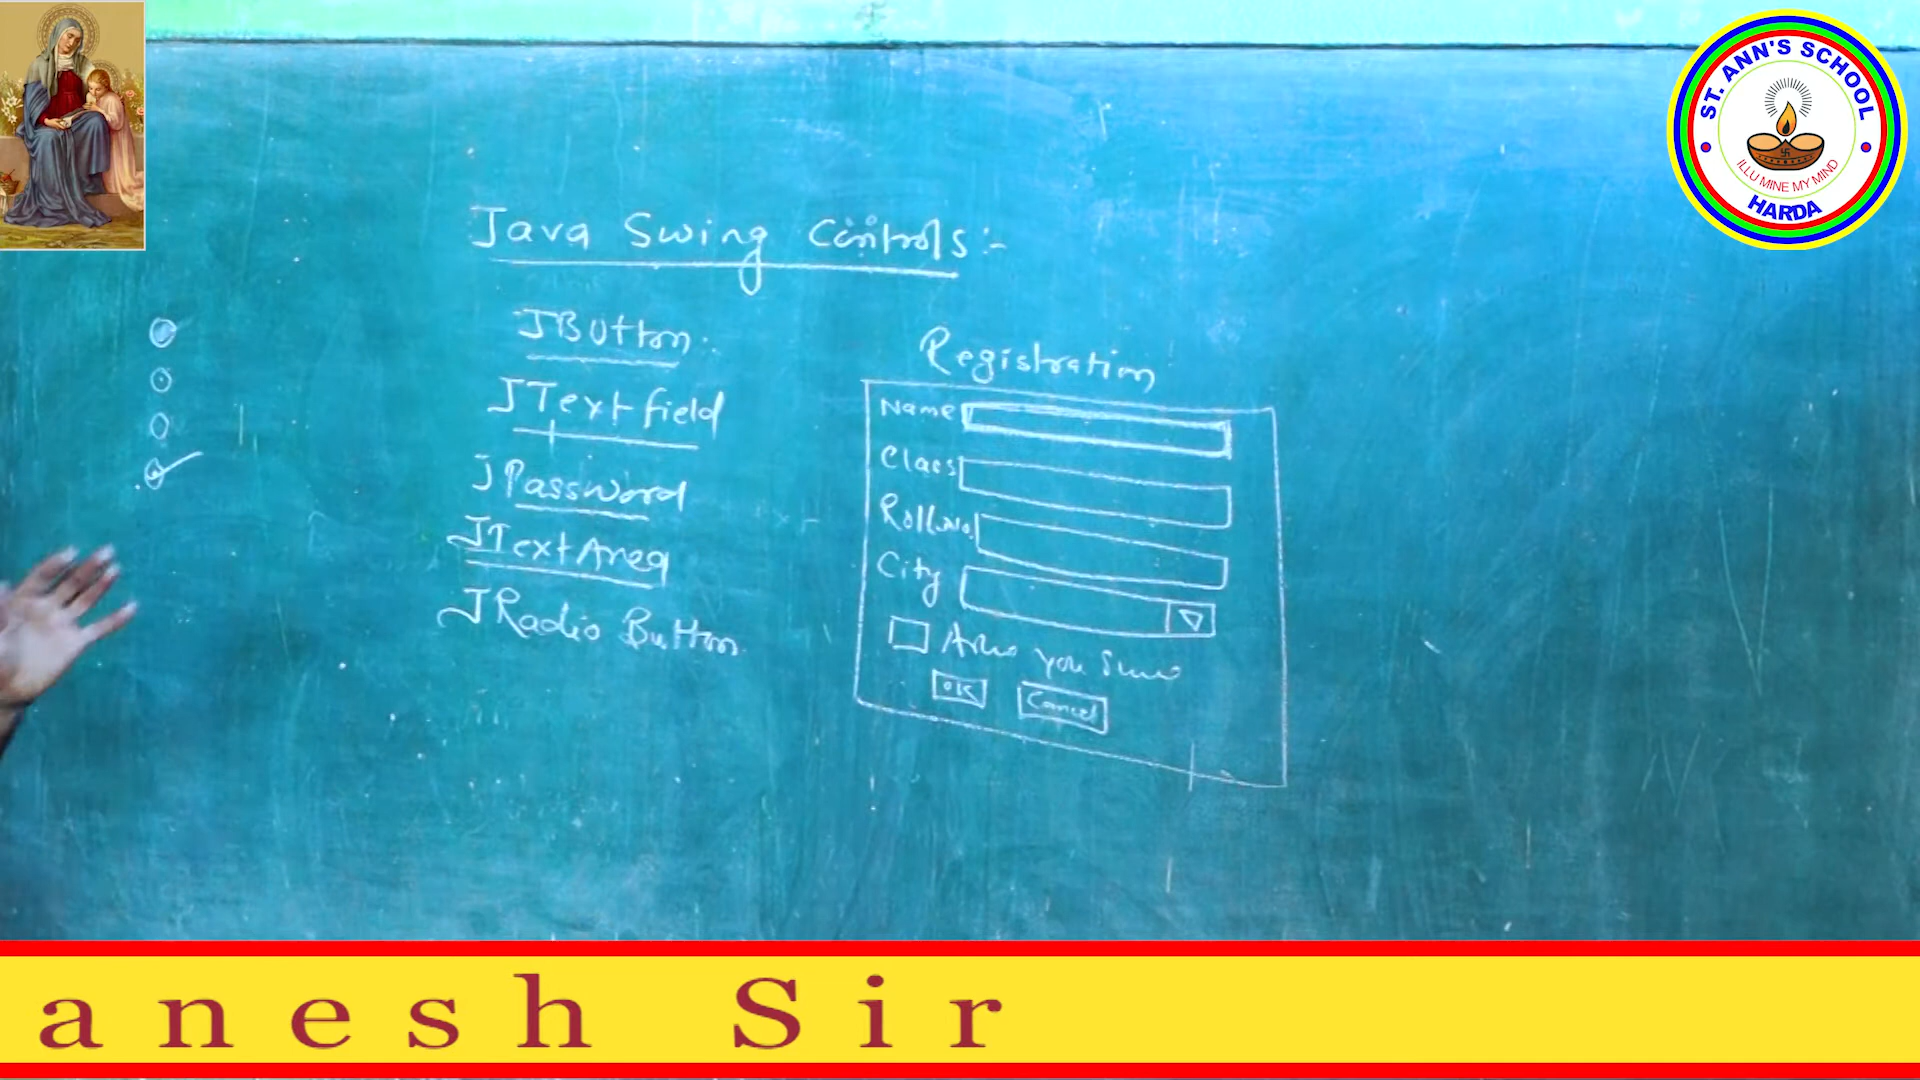 ST. ANN'S SCHOOL
ILLU MINE MY MIND
HARDA
Java Swing Controls :-
JButton
JTextfield
JPassword
JTextArea
JRadio Button
Registration
Name
Class
Roll.No.
City
Are you Sure
OK
Cancel
anesh Sir